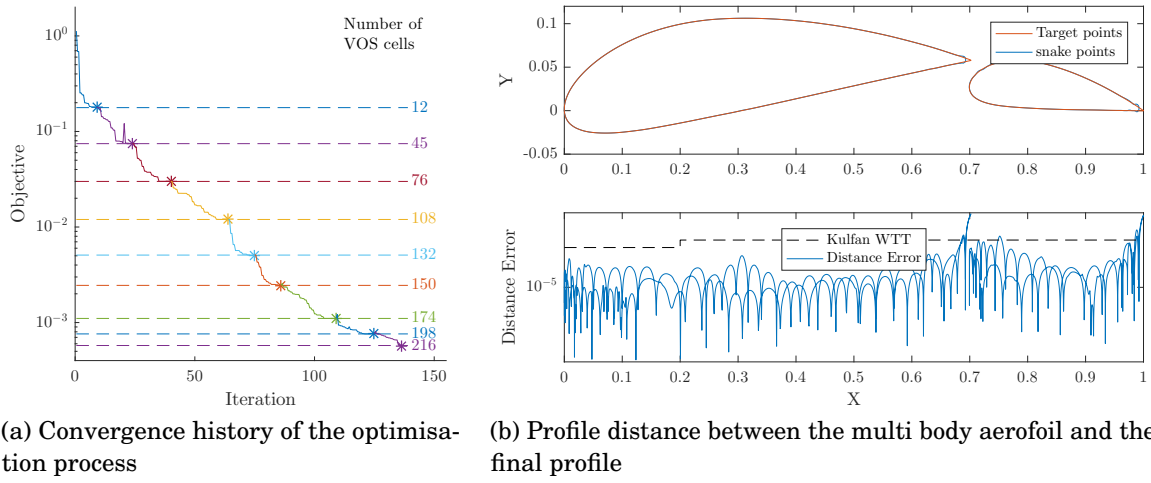 Number of
VOS cells
10^0
10^-1
10^-2
10^-3
Objective
12
45
76
108
132
150
174
198
216
0 50 100 150
Iteration
0.1
0.05
0
-0.05
Y
Target points
snake points
0 0.1 0.2 0.3 0.4 0.5 0.6 0.7 0.8 0.9 1
Distance Error
10^-5
Kulfan WTT
Distance Error
0 0.1 0.2 0.3 0.4 0.5 0.6 0.7 0.8 0.9 1
X
(a) Convergence history of the optimisa-
tion process
(b) Profile distance between the multi body aerofoil and the
final profile